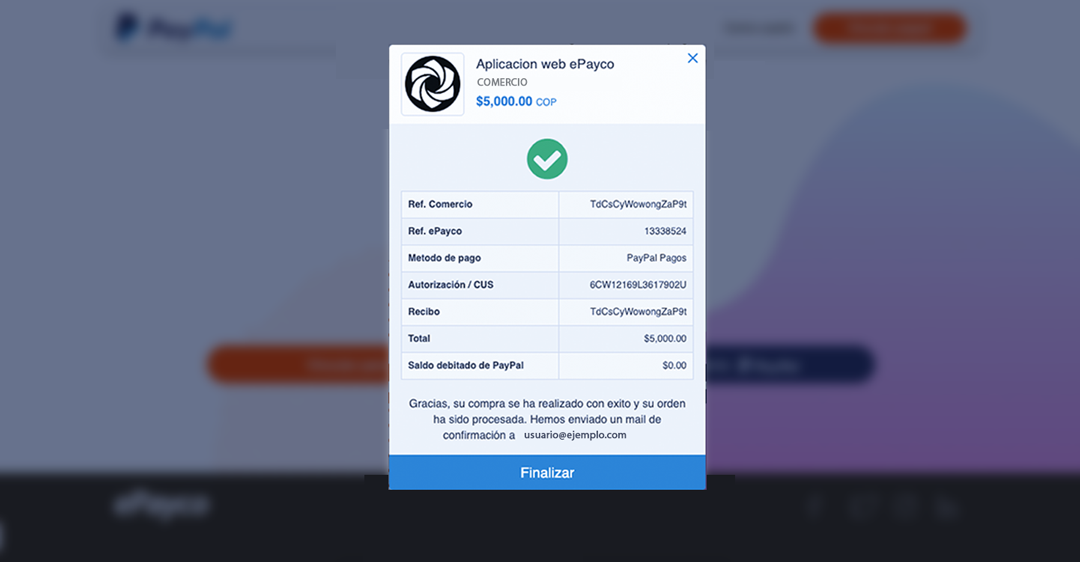 PayPal
Aplicacion web ePayco
COMERCIO
$5,000.00 COP
Ref. Comercio TdCsCyWowongZaP9t
Ref. ePayco 13338524
Metodo de pago PayPal Pagos
Autorización / CUS 6CW12169L3617902U
Recibo TdCsCyWowongZaP9t
Total $5,000.00
Saldo debitado de PayPal $0.00
Gracias, su compra se ha realizado con exito y su orden
ha sido procesada. Hemos enviado un mail de
confirmación a usuario@ejemplo.com
Finalizar
ePayco